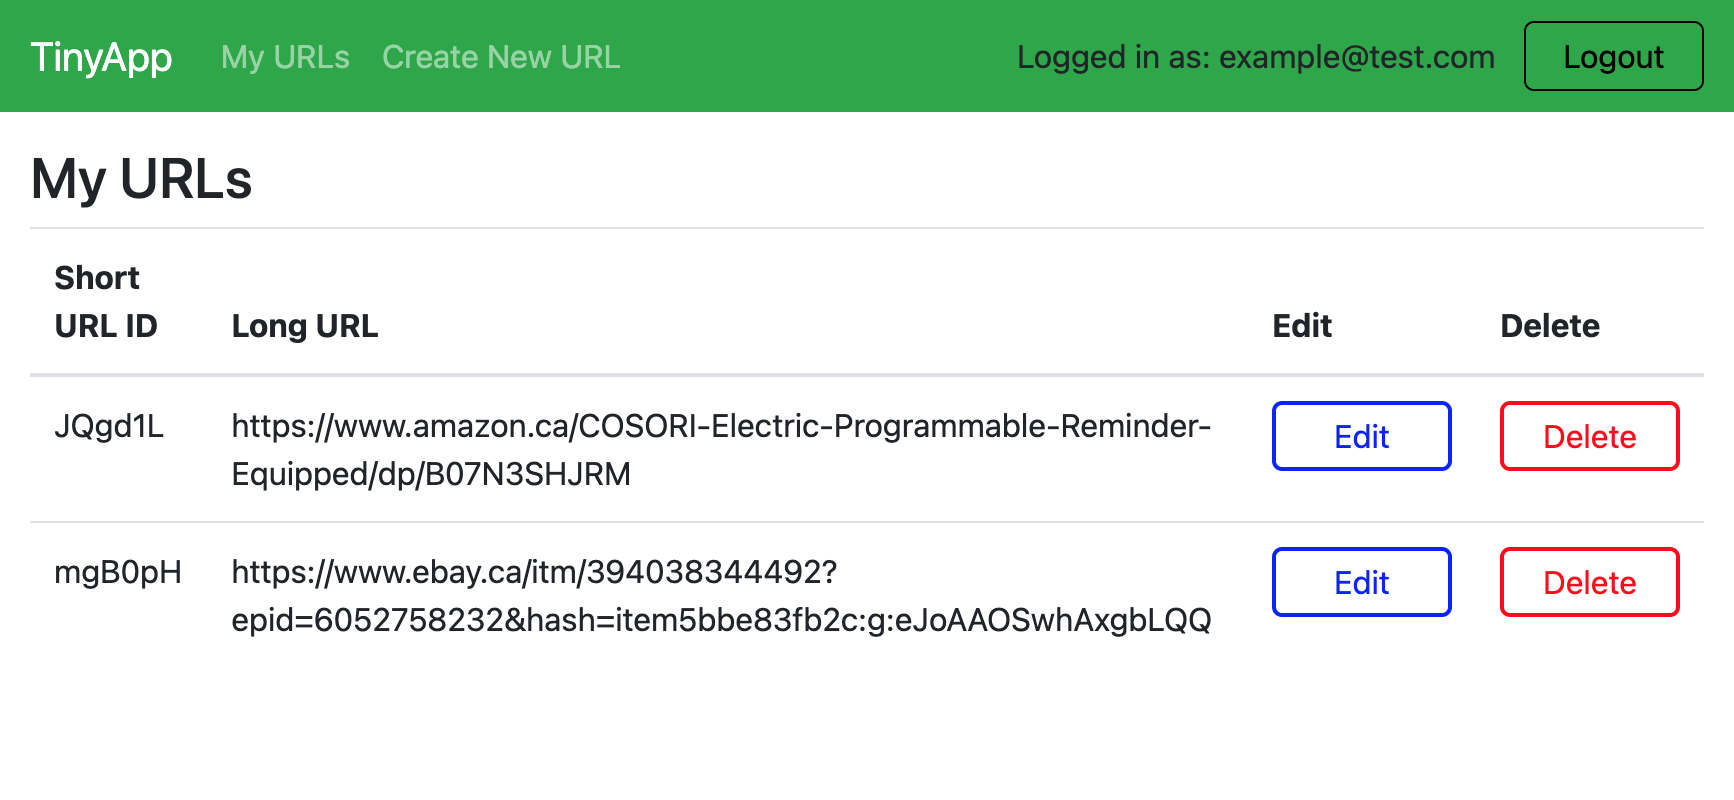 TinyApp My URLs Create New URL Logged in as: example@test.com Logout
My URLs
Short
URL ID Long URL Edit Delete
JQgd1L https://www.amazon.ca/COSORI-Electric-Programmable-Reminder- Edit Delete
Equipped/dp/B07N3SHJRM
mgB0pH https://www.ebay.ca/itm/394038344492? Edit Delete
epid=6052758232&hash=item5bbe83fb2c:g:eJoAAOSwhAxgbLQQ